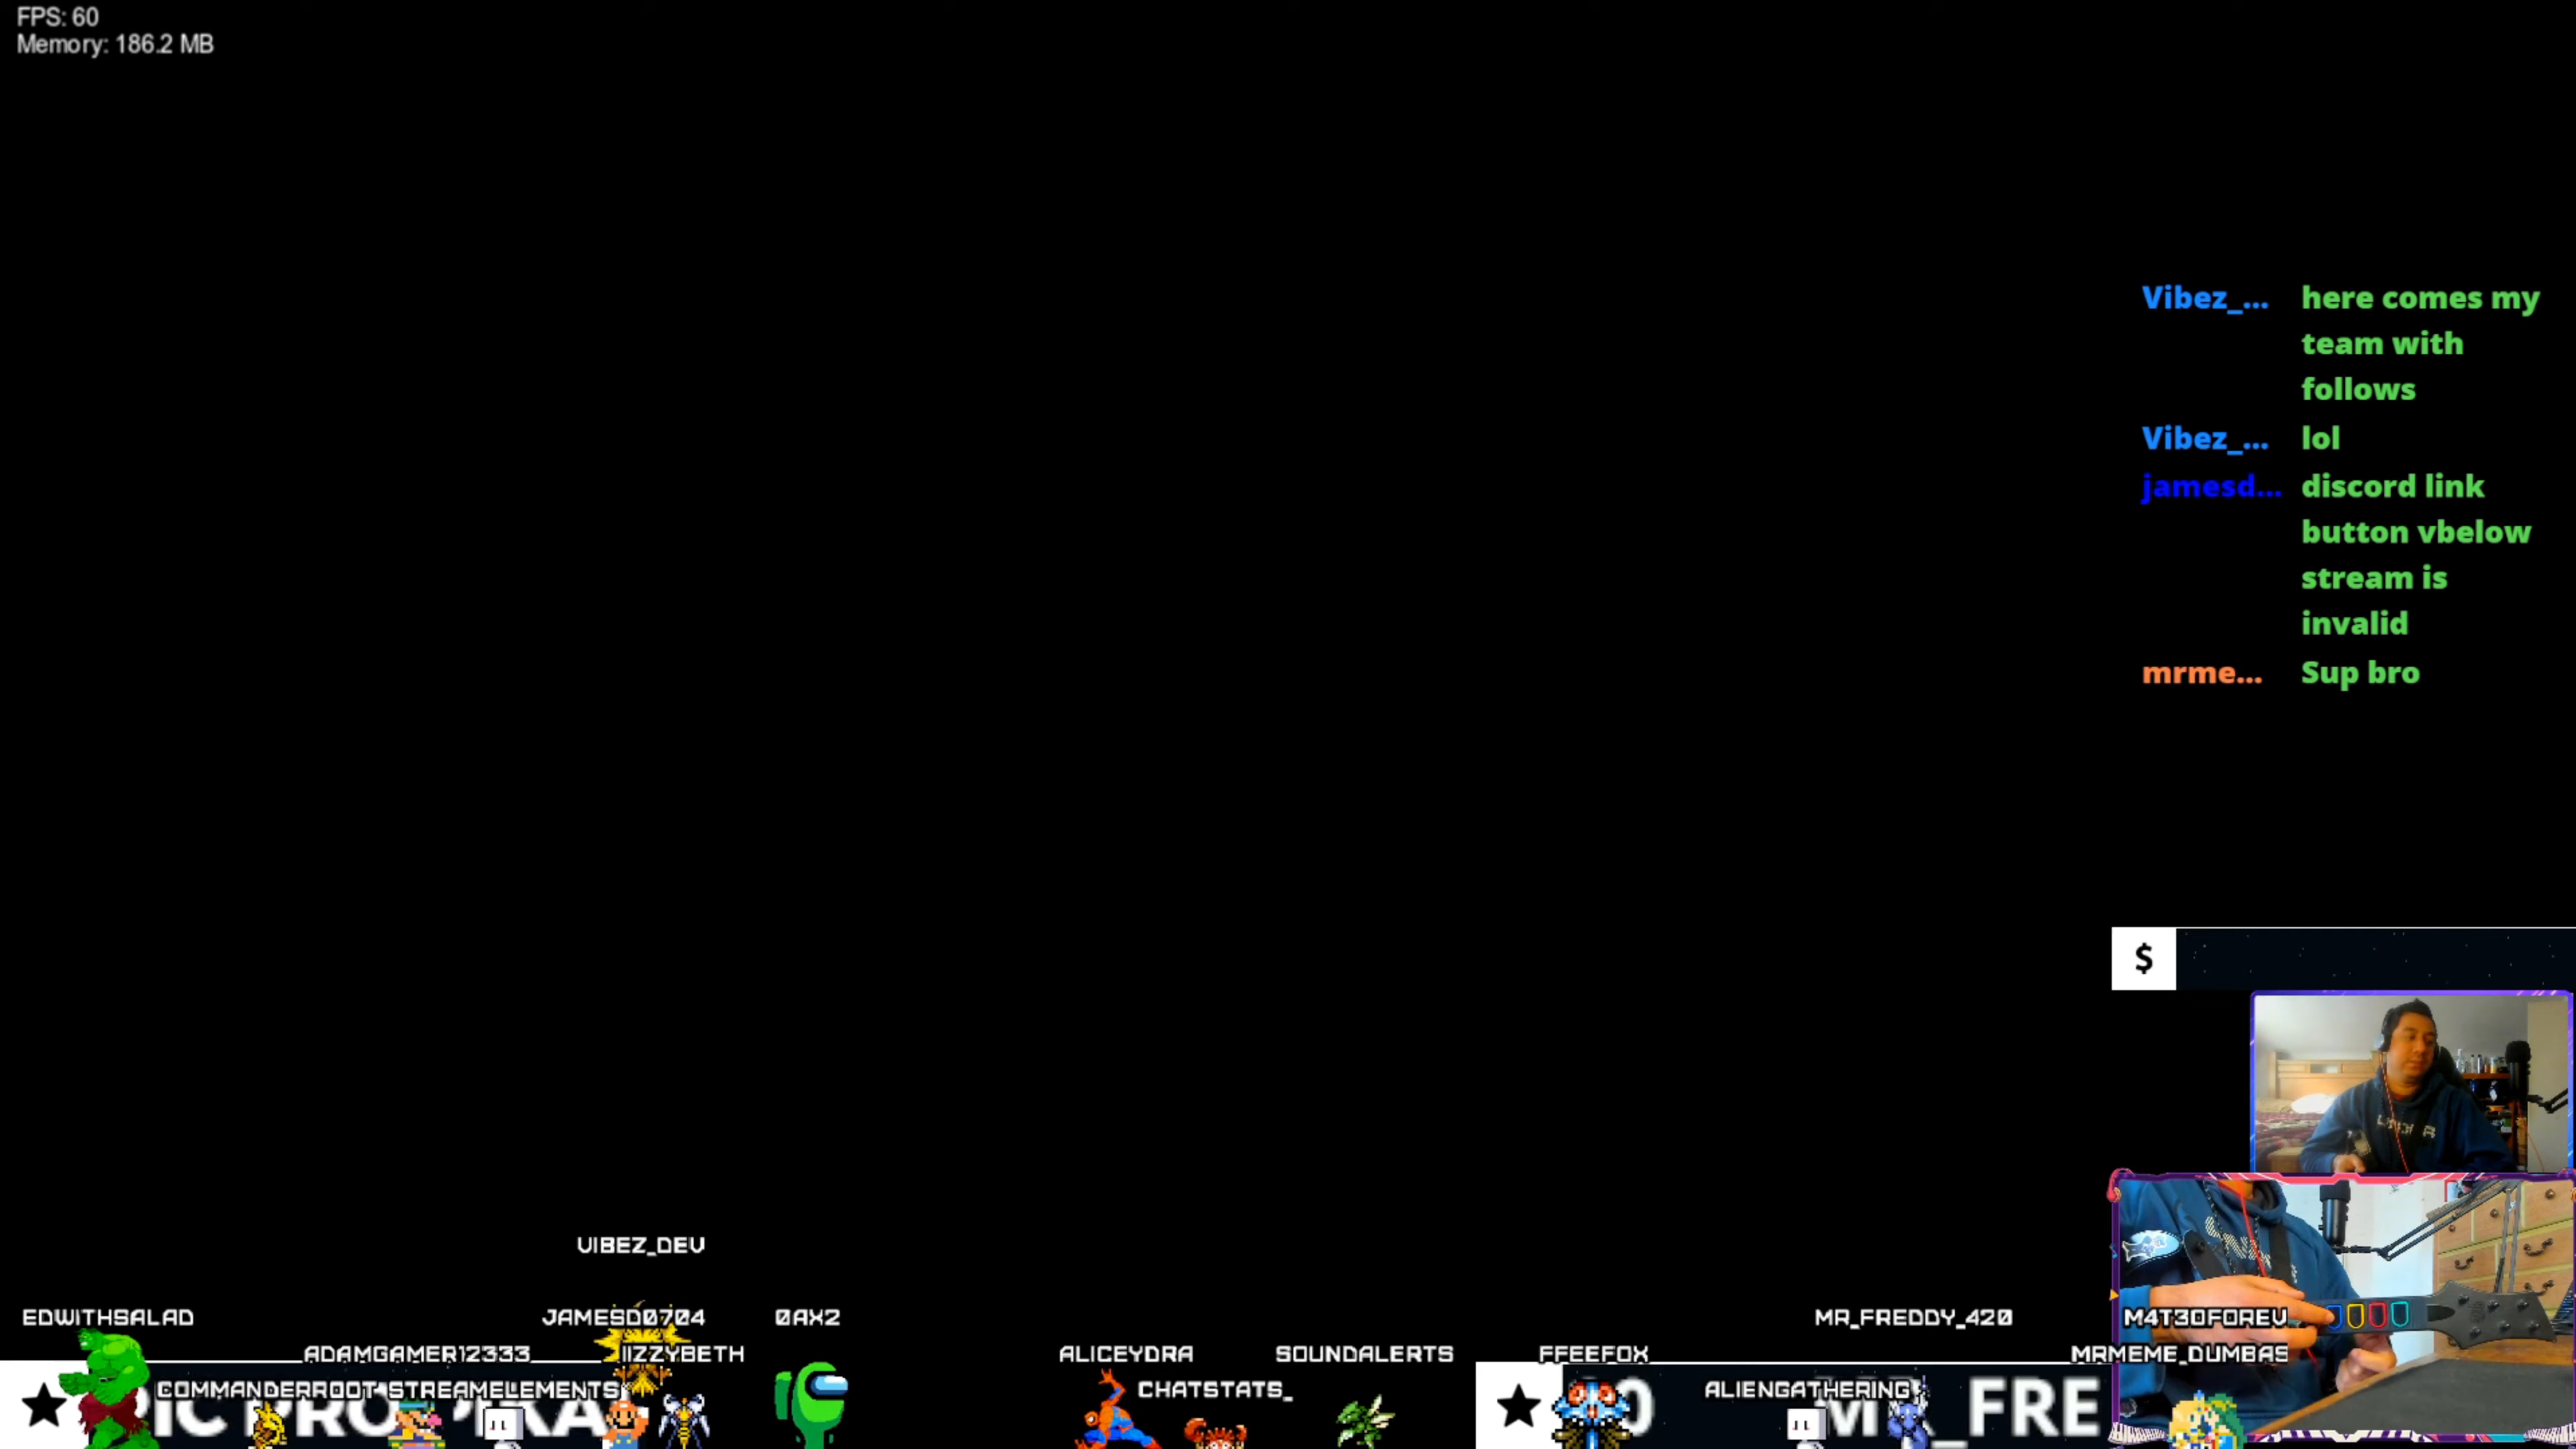 FPS: 60
Memory: 186.2 MB
Vibez_... here comes my
team with
follows
Vibez_... lol
jamesd... discord link
button vbelow
stream is
invalid
mrme... Sup bro
$
VIBEZ_DEV
EDWITHSALAD
JAMESD0704
0AX2
MR_FREDDY_420
M4T3OFOREV
ADAMGAMER12333
IIZZYBETH
ALICEYDRA
SOUNDALERTS
FFEEFOX
MRMEME_DUMBAS
COMMANDERROOT
STREAMELEMENTS
CHATSTATS_
ALIENGATHERING
_FRE